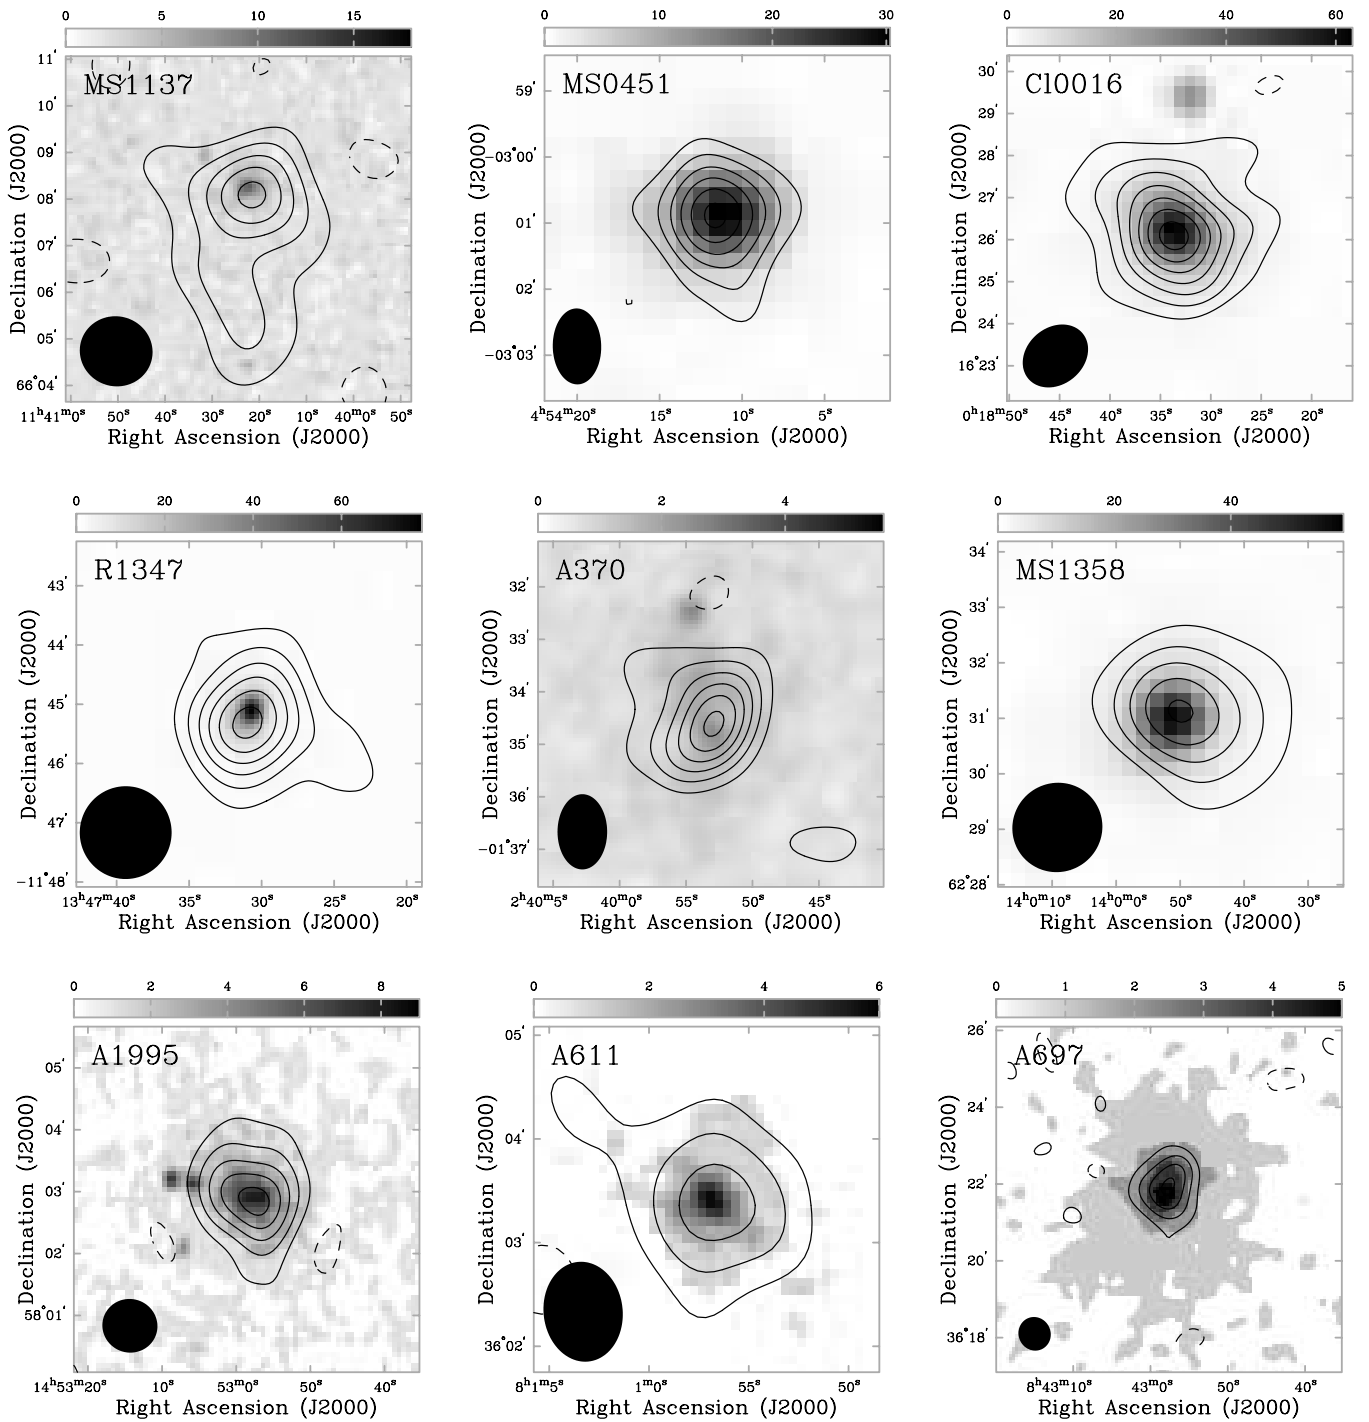 0 5 10 15
MS1137
11′
10′
09′
08′
07′
06′
05′
66°04′
Declination (J2000)
11ʰ41ᵐ0ˢ 50ˢ 40ˢ 30ˢ 20ˢ 10ˢ 40ᵐ0ˢ 50ˢ
Right Ascension (J2000)
0 10 20 30
MS0451
59′
−03°00′
01′
02′
−03°03′
Declination (J2000)
4ʰ54ᵐ20ˢ 15ˢ 10ˢ 5ˢ
Right Ascension (J2000)
0 20 40 60
Cl0016
30′
29′
28′
27′
26′
25′
24′
16°23′
Declination (J2000)
0ʰ18ᵐ50ˢ 40ˢ 35ˢ 30ˢ 20ˢ
Right Ascension (J2000)
0 20 40 60
R1347
43′
44′
45′
46′
47′
−11°48′
Declination (J2000)
13ʰ47ᵐ40ˢ 35ˢ 30ˢ 25ˢ 20ˢ
Right Ascension (J2000)
0 2 4
A370
32′
33′
34′
35′
36′
−01°37′
Declination (J2000)
2ʰ40ᵐ5ˢ 40ᵐ0ˢ 55ˢ 50ˢ 45ˢ
Right Ascension (J2000)
0 20 40
MS1358
34′
33′
32′
31′
30′
29′
62°28′
Declination (J2000)
14ʰ0ᵐ10ˢ 14ʰ0ᵐ0ˢ 50ˢ 40ˢ 30ˢ
Right Ascension (J2000)
0 2 4 6 8
A1995
05′
04′
03′
02′
58°01′
Declination (J2000)
14ʰ53ᵐ20ˢ 10ˢ 53ᵐ0ˢ 50ˢ 40ˢ
Right Ascension (J2000)
0 2 4 6
A611
05′
04′
03′
36°02′
Declination (J2000)
8ʰ1ᵐ5ˢ 1ᵐ0ˢ 55ˢ 50ˢ
Right Ascension (J2000)
0 1 2 3 4 5
A697
26′
24′
22′
20′
36°18′
Declination (J2000)
8ʰ43ᵐ10ˢ 43ᵐ0ˢ 50ˢ 40ˢ
Right Ascension (J2000)